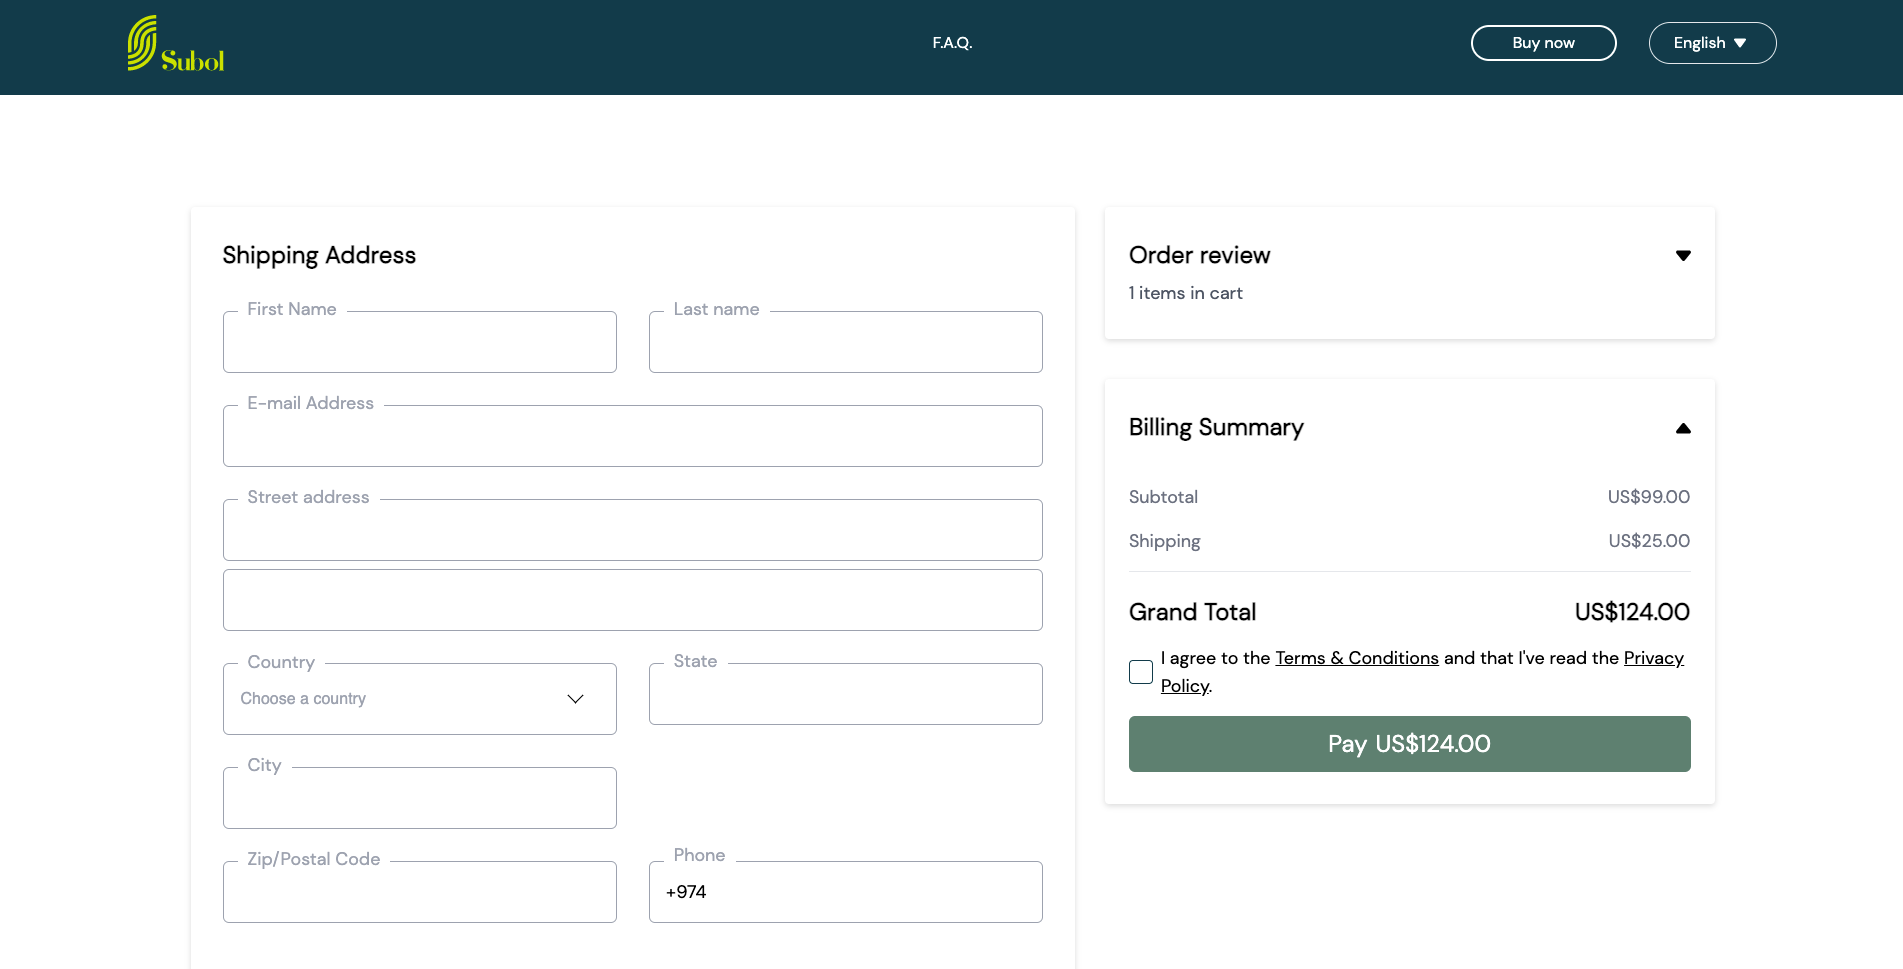 Subol
F.A.Q.
Buy now
English
Shipping Address
First Name
Last name
E-mail Address
Street address
Country
Choose a country
State
City
Zip/Postal Code
Phone
+974
Order review
1 items in cart
Billing Summary
Subtotal US$99.00
Shipping US$25.00
Grand Total US$124.00
I agree to the Terms & Conditions and that I've read the Privacy
Policy.
Pay US$124.00